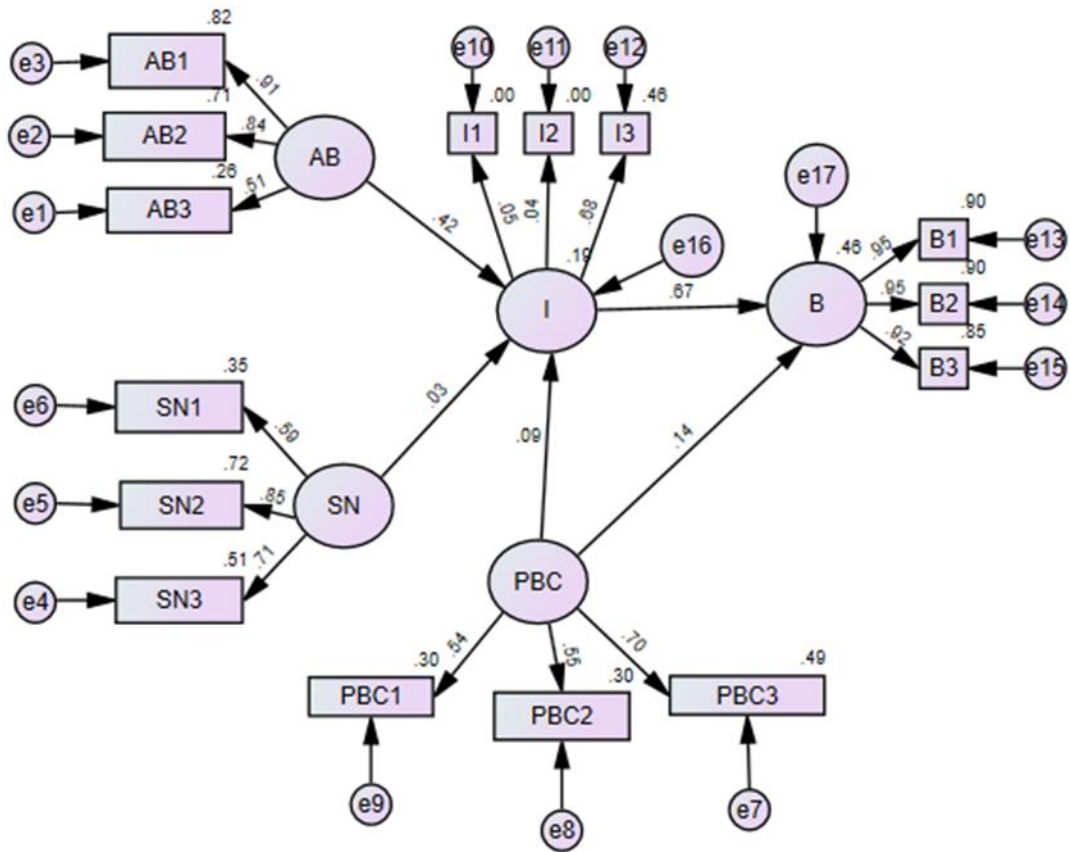 .82
e3
AB1
.91
.71
e2
AB2
.84
AB
.26
e1
AB3
.51
.42
e10
e11
e12
.00
.00
.46
I1
I2
I3
.05
.04
.68
.19
e16
I
.67
e17
.46
B
.95
.90
B1
e13
.95
.90
B2
e14
.92
.85
B3
e15
.35
e6
SN1
.59
.03
.72
e5
SN2
.85
SN
.51
e4
SN3
.71
.09
.14
PBC
.30
.54
PBC1
e9
.55
.30
PBC2
e8
.70
.49
PBC3
e7